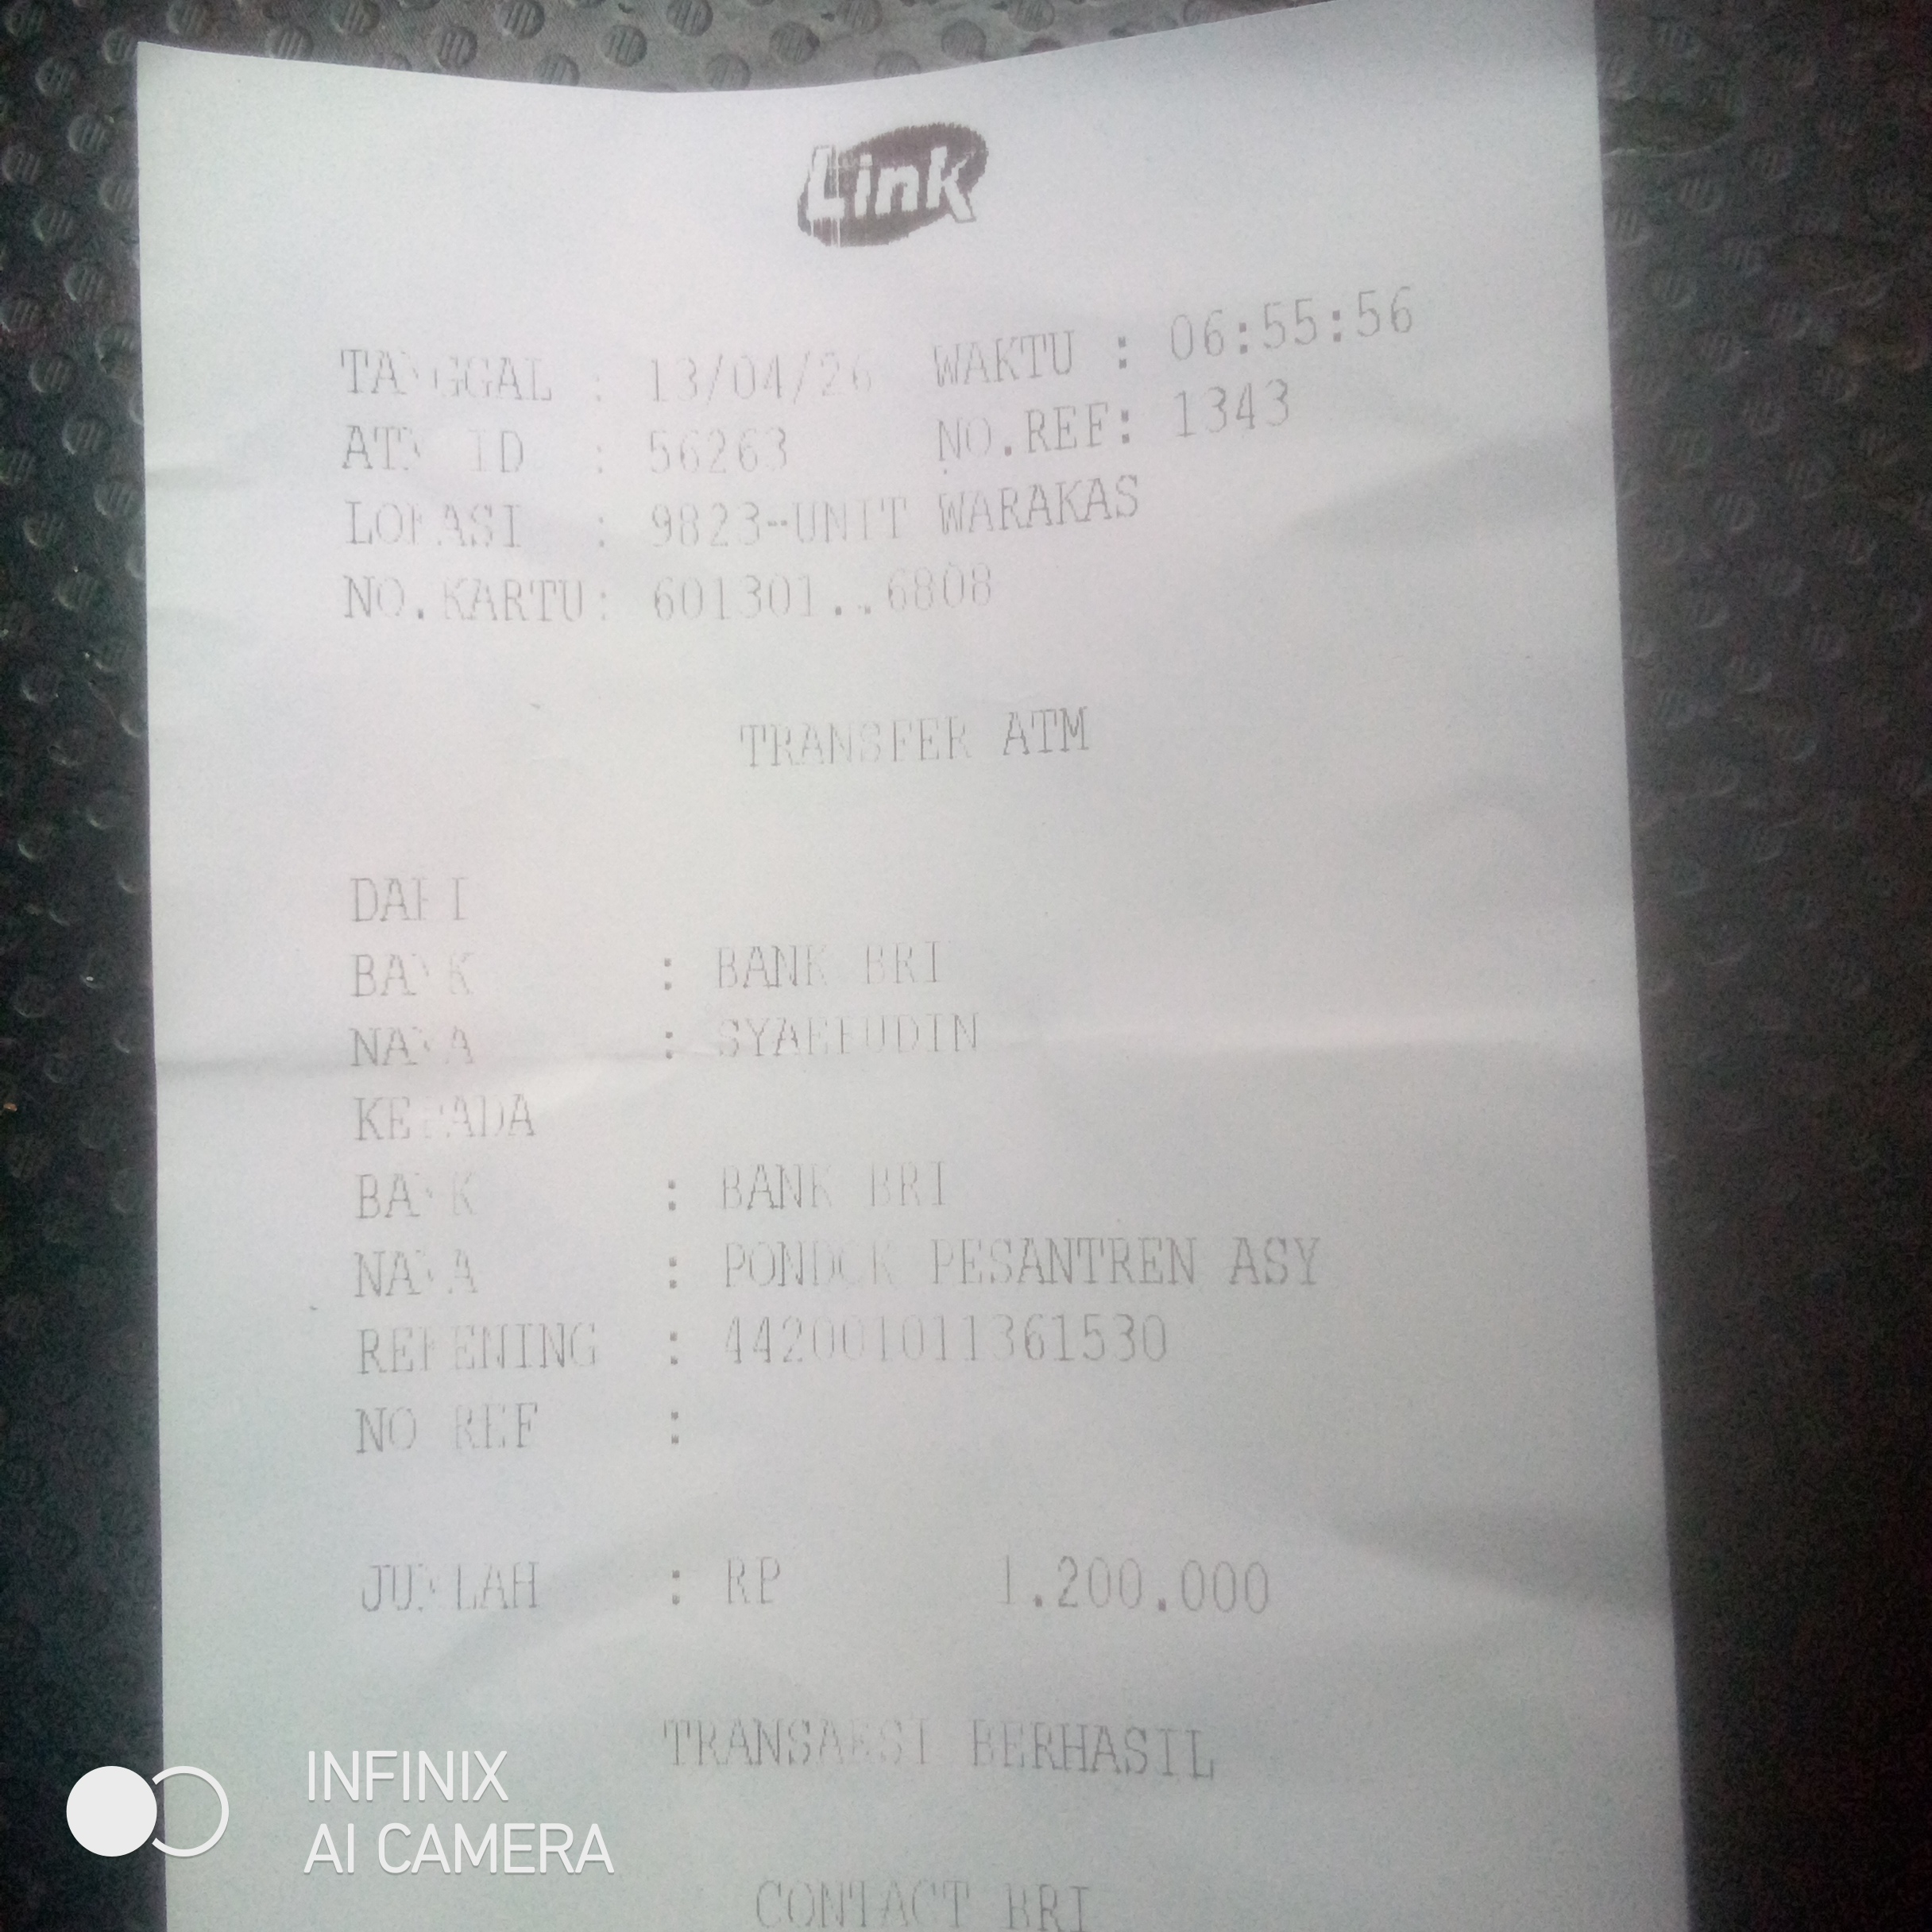 Link
TANGGAL : 13/04/26 WAKTU : 06:55:56
ATM ID : 56263 NO.REF: 1343
LOKASI : 9823--UNIT WARAKAS
NO.KARTU: 601301..6808
TRANSFER ATM
DARI
BANK : BANK BRI
NAMA : SYAEFUDIN
KEPADA
BANK : BANK BRI
NAMA : PONDOK PESANTREN ASY
REKENING : 442001011361530
NO REF :
JUMLAH : RP 1.200.000
TRANSAKSI BERHASIL
CONTACT BRI
INFINIX
AI CAMERA